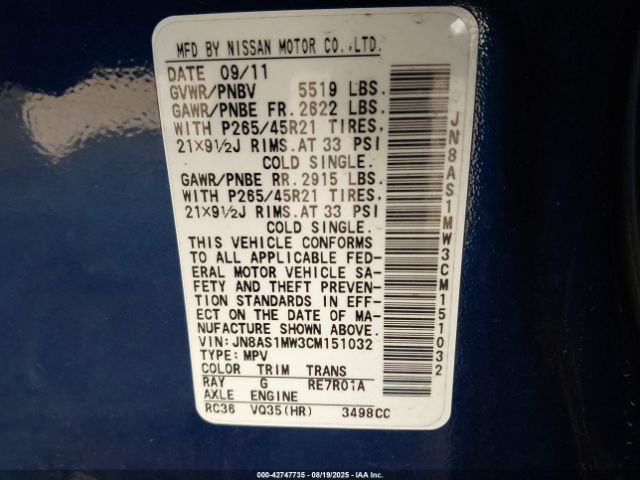 MFD BY NISSAN MOTOR CO.,LTD.
DATE 09/11
GVWR/PNBV 5519 LBS.
GAWR/PNBE FR. 2622 LBS.
WITH P265/45R21 TIRES,
21X9½J RIMS.AT 33 PSI
COLD SINGLE.
GAWR/PNBE RR. 2915 LBS.
WITH P265/45R21 TIRES,
21X9½J RIMS.AT 33 PSI
COLD SINGLE.
THIS VEHICLE CONFORMS
TO ALL APPLICABLE FED-
ERAL MOTOR VEHICLE SA-
FETY AND THEFT PREVEN-
TION STANDARDS IN EFF-
ECT ON THE DATE OF MA-
NUFACTURE SHOWN ABOVE.
VIN: JN8AS1MW3CM151032
TYPE: MPV
COLOR TRIM TRANS
RAY G RE7R01A
AXLE ENGINE
RC36 VQ35(HR) 3498CC
JN8AS1MW3CM151032
000-42747735 - 08/19/2025 - IAA Inc.